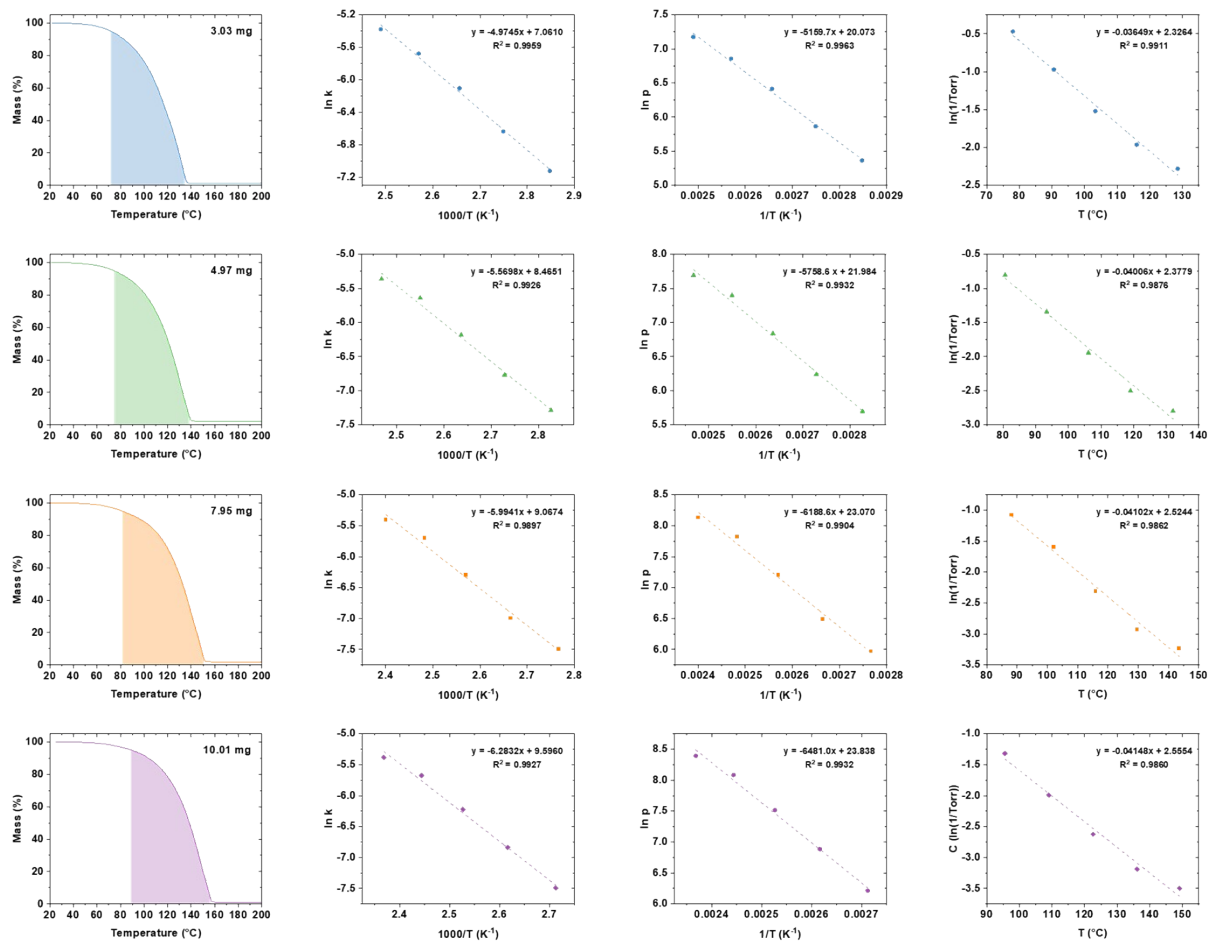 100
80
60
40
20
0
3.03 mg
20 40 60 80 100 120 140 160 180 200
Temperature (°C)
Mass (%)
-5.2
-5.6
-6.0
-6.4
-6.8
-7.2
y = -4.9745x + 7.0610
R² = 0.9959
2.5 2.6 2.7 2.8 2.9
1000/T (K⁻¹)
ln k
7.5
7.0
6.5
6.0
5.5
5.0
y = -5159.7x + 20.073
R² = 0.9963
0.0025 0.0026 0.0027 0.0028 0.0029
1/T (K⁻¹)
ln p
0.0
-0.5
-1.0
-1.5
-2.0
-2.5
y = -0.03649x + 2.3264
R² = 0.9911
70 80 90 100 110 120 130
T (°C)
ln(1/Torr)
100
80
60
40
20
0
4.97 mg
20 40 60 80 100 120 140 160 180 200
Temperature (°C)
Mass (%)
-5.0
-5.5
-6.0
-6.5
-7.0
-7.5
y = -5.5698x + 8.4651
R² = 0.9926
2.5 2.6 2.7 2.8
1000/T (K⁻¹)
ln k
8.0
7.5
7.0
6.5
6.0
5.5
5.0
y = -5758.6 x + 21.984
R² = 0.9932
0.0025 0.0026 0.0027 0.0028
1/T (K⁻¹)
ln p
-0.5
-1.0
-1.5
-2.0
-2.5
-3.0
y = -0.04006x + 2.3779
R² = 0.9876
80 90 100 110 120 130 140
T (°C)
ln(1/Torr)
100
80
60
40
20
0
7.95 mg
20 40 60 80 100 120 140 160 180 200
Temperature (°C)
Mass (%)
-5.0
-5.5
-6.0
-6.5
-7.0
-7.5
y = -5.9941x + 9.0674
R² = 0.9897
2.4 2.5 2.6 2.7 2.8
1000/T (K⁻¹)
ln k
8.5
8.0
7.5
7.0
6.5
6.0
y = -6188.6x + 23.070
R² = 0.9904
0.0024 0.0025 0.0026 0.0027 0.0028
1/T (K⁻¹)
ln p
-1.0
-1.5
-2.0
-2.5
-3.0
-3.5
y = -0.04102x + 2.5244
R² = 0.9862
80 90 100 110 120 130 140 150
T (°C)
ln(1/Torr)
100
80
60
40
20
0
10.01 mg
20 40 60 80 100 120 140 160 180 200
Temperature (°C)
Mass (%)
-5.0
-5.5
-6.0
-6.5
-7.0
-7.5
y = -6.2832x + 9.5960
R² = 0.9927
2.4 2.5 2.6 2.7
1000/T (K⁻¹)
ln k
8.5
8.0
7.5
7.0
6.5
6.0
y = -6481.0x + 23.838
R² = 0.9932
0.0024 0.0025 0.0026 0.0027
1/T (K⁻¹)
ln p
-1.0
-1.5
-2.0
-2.5
-3.0
-3.5
y = -0.04148x + 2.5554
R² = 0.9860
90 100 110 120 130 140 150
T (°C)
C (ln(1/Torr))